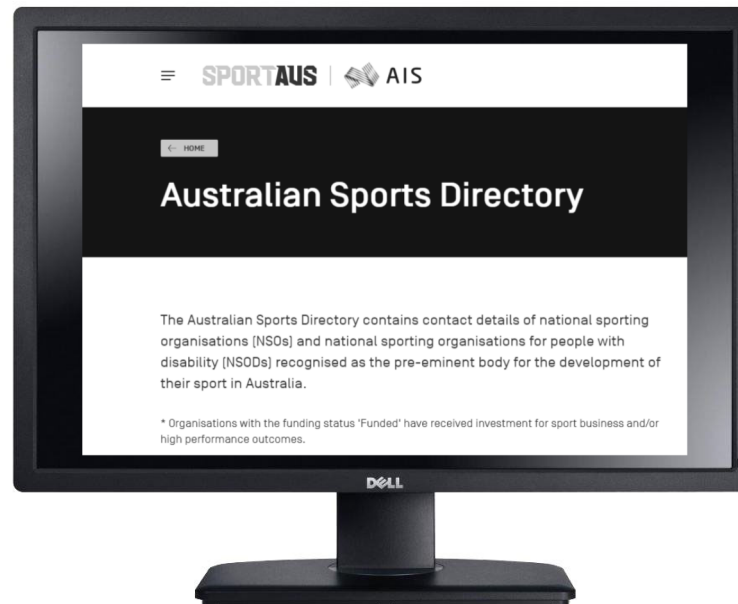 SPORTAUS | AIS
← HOME
Australian Sports Directory
The Australian Sports Directory contains contact details of national sporting
organisations (NSOs) and national sporting organisations for people with
disability (NSODs) recognised as the pre-eminent body for the development of
their sport in Australia.
* Organisations with the funding status 'Funded' have received investment for sport business and/or
high performance outcomes.
DELL